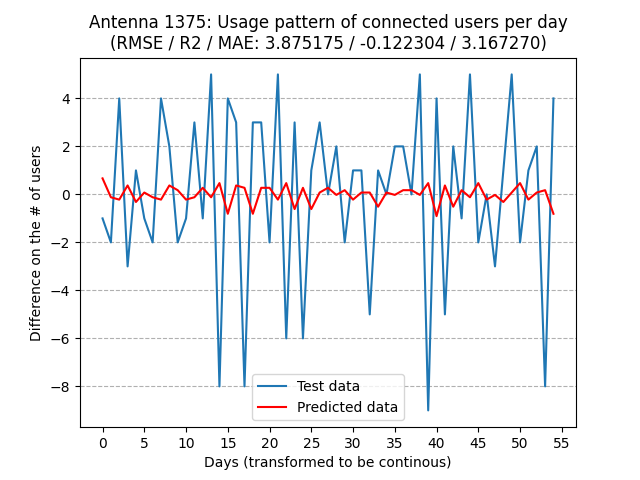 Antenna 1375: Usage pattern of connected users per day
(RMSE / R2 / MAE: 3.875175 / -0.122304 / 3.167270)
Difference on the # of users
4
2
0
−2
−4
−6
−8
Test data
Predicted data
0 5 10 15 20 25 30 35 40 45 50 55
Days (transformed to be continous)